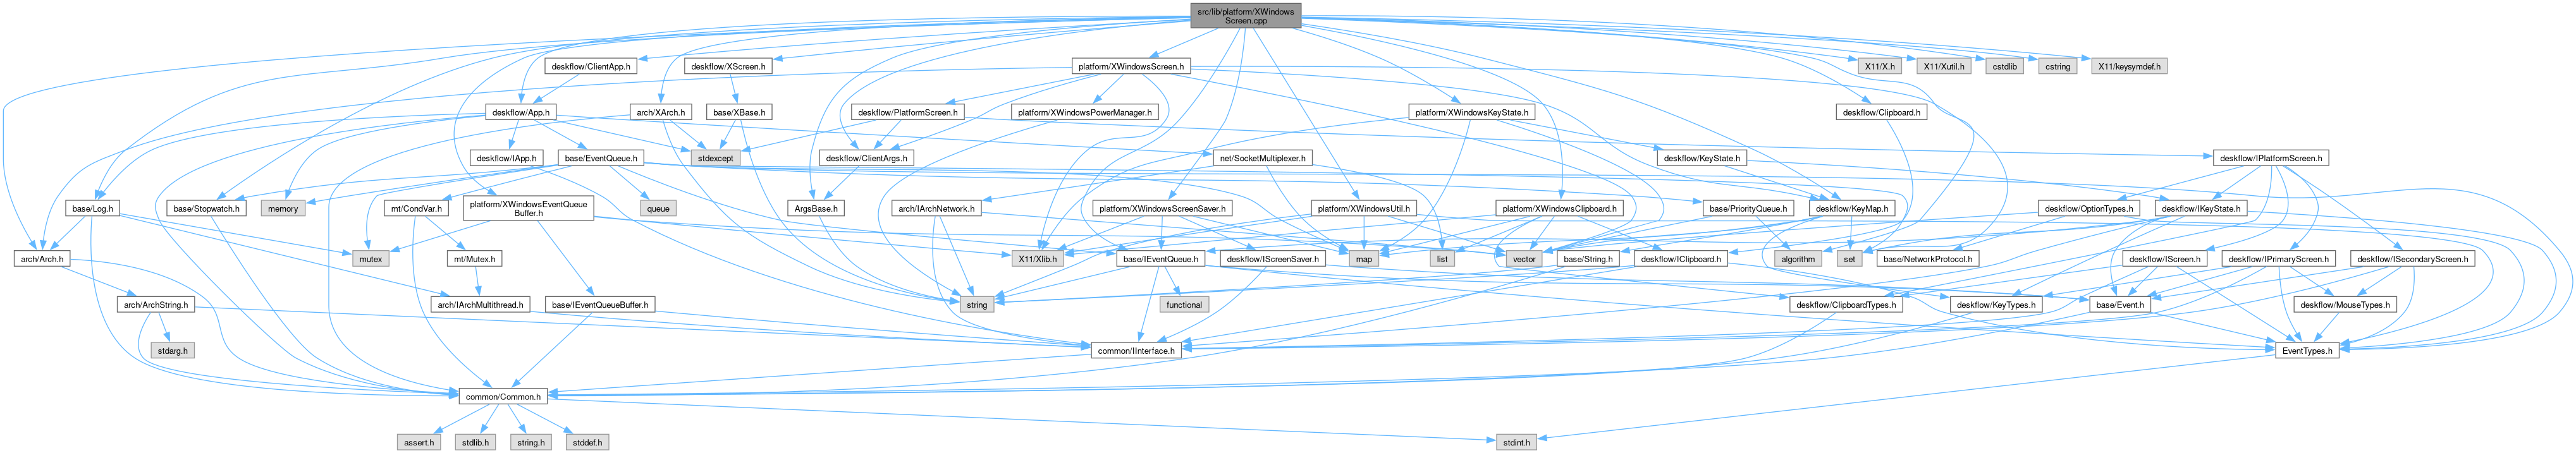 src/lib/platform/XWindows
Screen.cpp
deskflow/ClientApp.h
deskflow/XScreen.h
platform/XWindowsScreen.h
X11/X.h
X11/Xutil.h
cstdlib
cstring
X11/keysymdef.h
deskflow/App.h
arch/XArch.h
base/XBase.h
deskflow/PlatformScreen.h
platform/XWindowsPowerManager.h
platform/XWindowsKeyState.h
deskflow/Clipboard.h
deskflow/IApp.h
base/EventQueue.h
stdexcept
deskflow/ClientArgs.h
net/SocketMultiplexer.h
deskflow/KeyState.h
deskflow/IPlatformScreen.h
base/Log.h
base/Stopwatch.h
memory
mt/CondVar.h
platform/XWindowsEventQueue
Buffer.h
queue
ArgsBase.h
arch/IArchNetwork.h
platform/XWindowsScreenSaver.h
platform/XWindowsUtil.h
platform/XWindowsClipboard.h
base/PriorityQueue.h
deskflow/KeyMap.h
deskflow/OptionTypes.h
deskflow/IKeyState.h
arch/Arch.h
mutex
mt/Mutex.h
X11/Xlib.h
base/IEventQueue.h
deskflow/IScreenSaver.h
map
list
vector
base/String.h
deskflow/IClipboard.h
algorithm
set
base/NetworkProtocol.h
deskflow/IScreen.h
deskflow/IPrimaryScreen.h
deskflow/ISecondaryScreen.h
arch/ArchString.h
arch/IArchMultithread.h
base/IEventQueueBuffer.h
string
functional
deskflow/ClipboardTypes.h
deskflow/KeyTypes.h
base/Event.h
deskflow/MouseTypes.h
stdarg.h
common/IInterface.h
EventTypes.h
common/Common.h
assert.h
stdlib.h
string.h
stddef.h
stdint.h